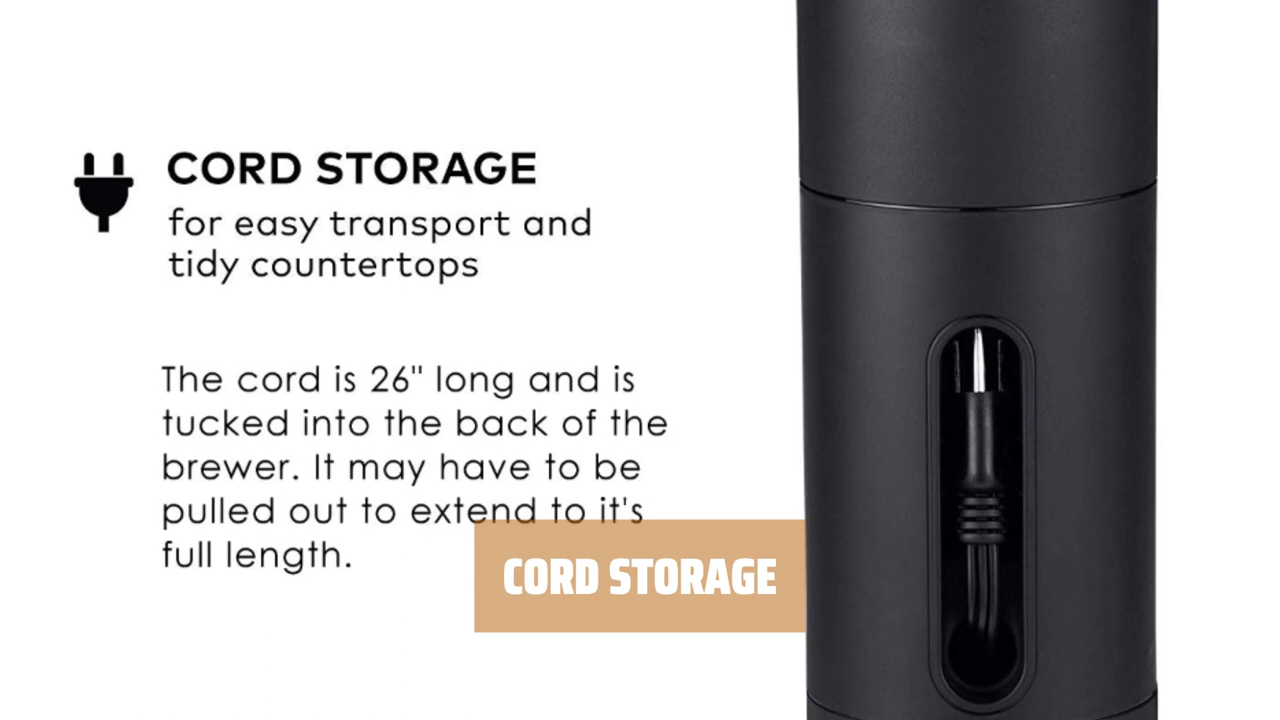 CORD STORAGE
for easy transport and
tidy countertops
The cord is 26" long and is
tucked into the back of the
brewer. It may have to be
pulled out to extend to it's
full length.
CORD STORAGE